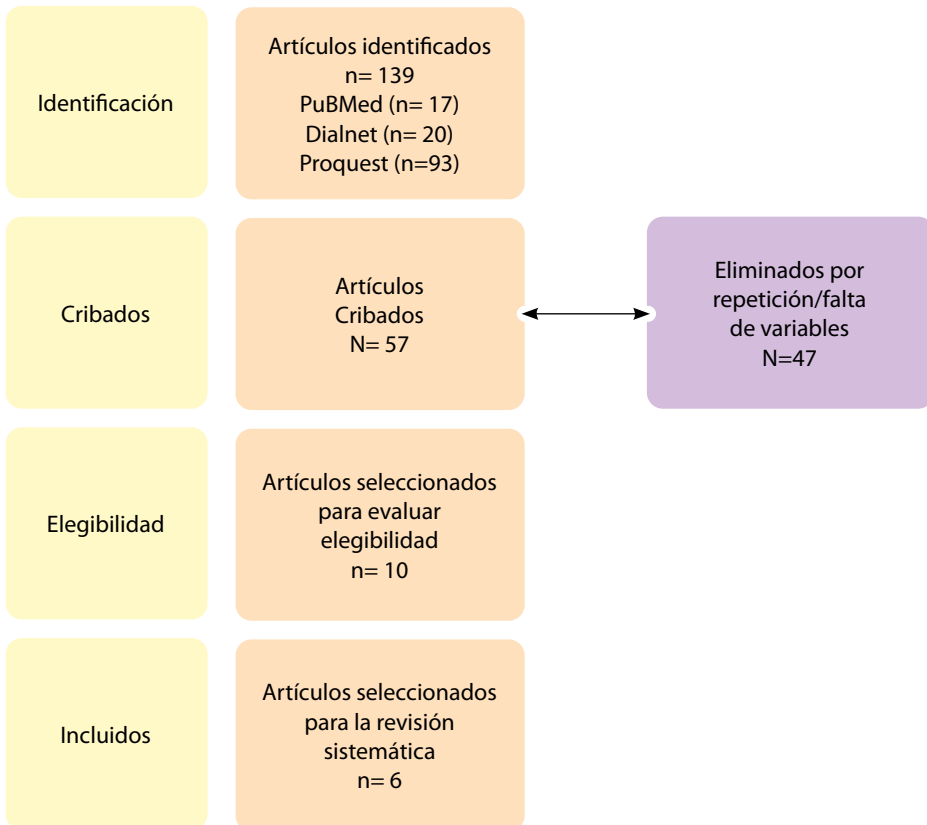 Identificación
Artículos identificados
n= 139
PuBMed (n= 17)
Dialnet (n= 20)
Proquest (n=93)
Cribados
Artículos
Cribados
N= 57
Eliminados por
repetición/falta
de variables
N=47
Elegibilidad
Artículos seleccionados
para evaluar
elegibilidad
n= 10
Incluidos
Artículos seleccionados
para la revisión
sistemática
n= 6